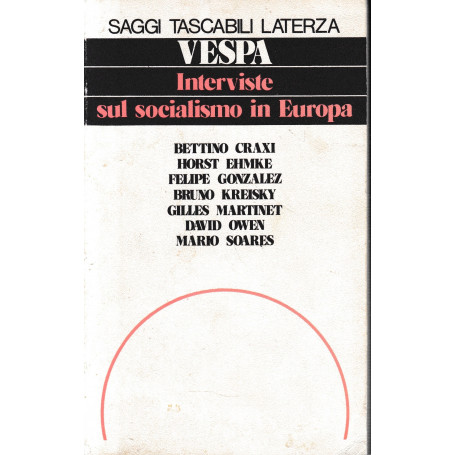 SAGGI TASCABILI LATERZA
VESPA
Interviste
sul socialismo in Europa
BETTINO CRAXI
HORST EHMKE
FELIPE GONZALEZ
BRUNO KREISKY
GILLES MARTINET
DAVID OWEN
MARIO SOARES